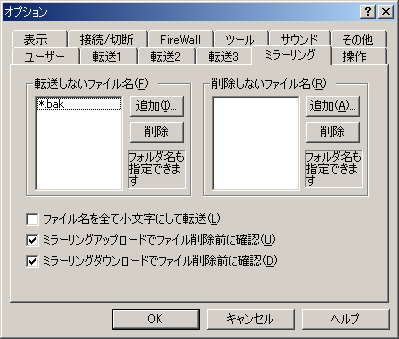 オプション
表示 接続/切断 FireWall ツール サウンド その他
ユーザー 転送1 転送2 転送3 ミラーリング 操作
転送しないファイル名(F) 削除しないファイル名(R)
*.bak 追加(I)... 追加(A)...
削除 削除
フォルダ名も フォルダ名も
指定できま 指定できま
す す
ファイル名を全て小文字にして転送(L)
ミラーリングアップロードでファイル削除前に確認(U)
ミラーリングダウンロードでファイル削除前に確認(D)
OK キャンセル ヘルプ